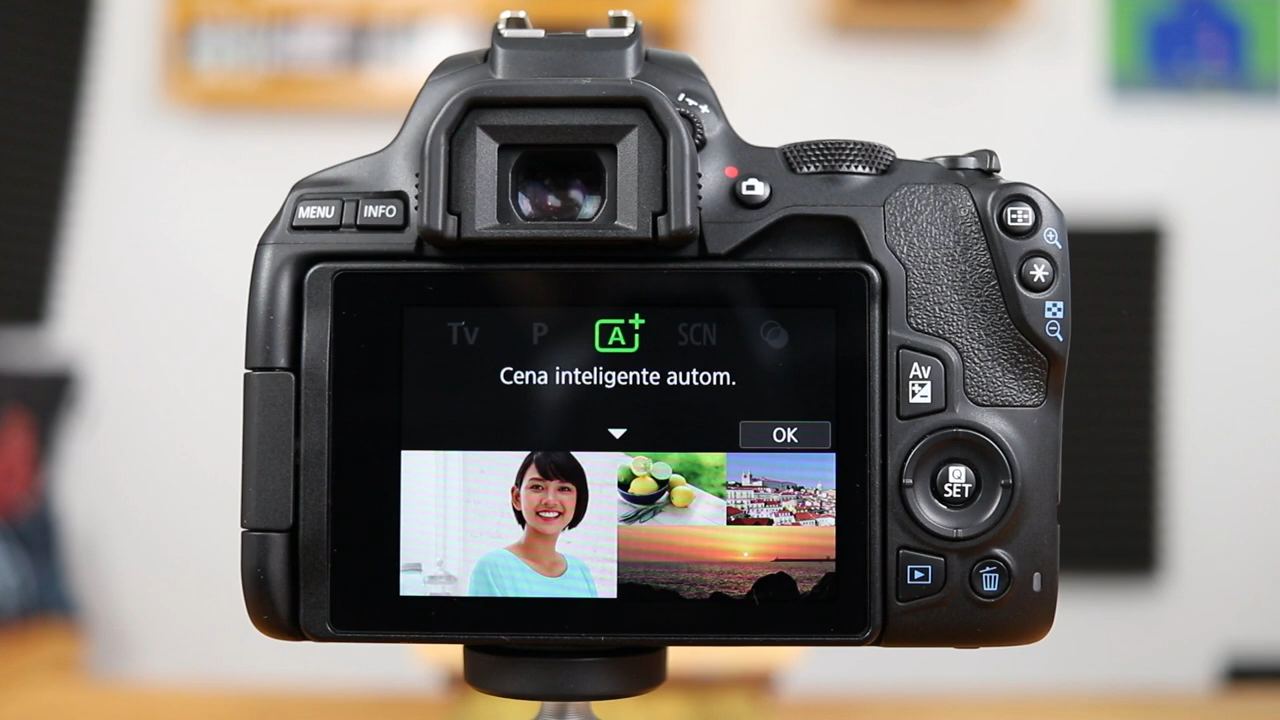 MENU
INFO
Tv P A+ SCN
Cena inteligente autom.
OK
Av
Q
SET